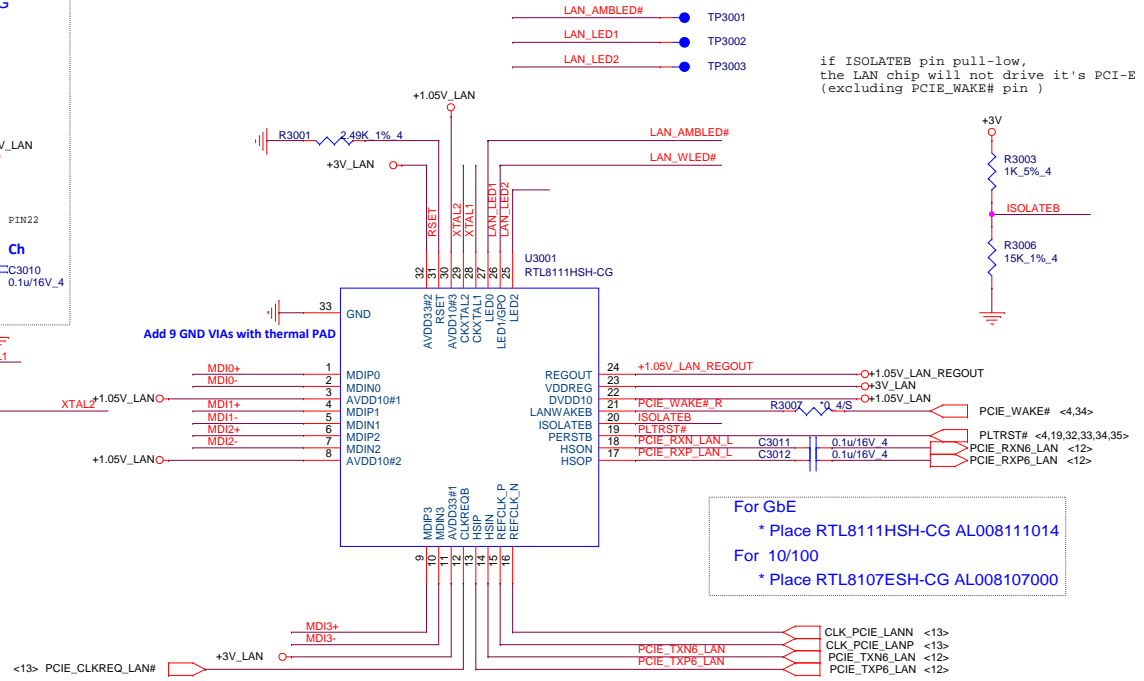 G
LAN_AMBLED#
TP3001
LAN_LED1
TP3002
LAN_LED2
TP3003
if ISOLATEB pin pull-low,
the LAN chip will not drive it's PCI-E
(excluding PCIE_WAKE# pin )
+3V
R3003
1K_5%_4
ISOLATEB
R3006
15K_1%_4
V_LAN
PIN22
Ch
C3010
0.1u/16V_4
+1.05V_LAN
R3001
2.49K_1%_4
+3V_LAN
LAN_AMBLED#
LAN_WLED#
RSET
XTAL2
XTAL1
LAN_LED1
LAN_LED2
U3001
RTL8111HSH-CG
32
31
30
29
28
27
26
25
AVDD33#2
RSET
AVDD10#3
CKXTAL2
CKXTAL1
LED0
LED1/GPO
LED2
33
GND
Add 9 GND VIAs with thermal PAD
MDI0+ 1 MDIP0
MDI0- 2 MDIN0
+1.05V_LAN 3 AVDD10#1
XTAL2
MDI1+ 4 MDIP1
MDI1- 5 MDIN1
MDI2+ 6 MDIP2
MDI2- 7 MDIN2
+1.05V_LAN 8 AVDD10#2
REGOUT 24 +1.05V_LAN_REGOUT +1.05V_LAN_REGOUT
VDDREG 23 +3V_LAN
DVDD10 22 +1.05V_LAN
LANWAKEB 21 PCIE_WAKE#_R R3007 *0_4/S PCIE_WAKE# <4,34>
ISOLATEB 20 ISOLATEB
PERSTB 19 PLTRST# PLTRST# <4,19,32,33,34,35>
HSON 18 PCIE_RXN_LAN_L C3011 0.1u/16V_4 PCIE_RXN6_LAN <12>
HSOP 17 PCIE_RXP_LAN_L C3012 0.1u/16V_4 PCIE_RXP6_LAN <12>
MDIP3
MDIN3
AVDD33#1
CLKREQB
HSIP
HSIN
REFCLK_P
REFCLK_N
9
10
11
12
13
14
15
16
For GbE
* Place RTL8111HSH-CG AL008111014
For 10/100
* Place RTL8107ESH-CG AL008107000
MDI3+
MDI3-
+3V_LAN
<13> PCIE_CLKREQ_LAN#
CLK_PCIE_LANN <13>
CLK_PCIE_LANP <13>
PCIE_TXN6_LAN PCIE_TXN6_LAN <12>
PCIE_TXP6_LAN PCIE_TXP6_LAN <12>